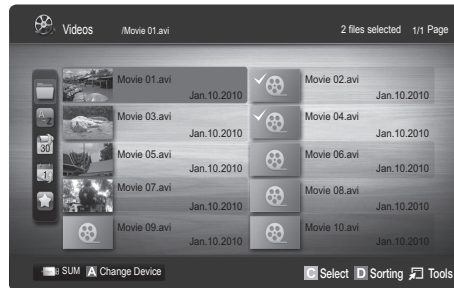 Videos /Movie 01.avi 2 files selected 1/1 Page
Movie 01.avi Movie 02.avi
Jan.10.2010 Jan.10.2010
Movie 03.avi Movie 04.avi
Jan.10.2010 Jan.10.2010
Movie 05.avi Movie 06.avi
Jan.10.2010 Jan.10.2010
Movie 07.avi Movie 08.avi
Jan.10.2010 Jan.10.2010
Movie 09.avi Movie 10.avi
Jan.10.2010 Jan.10.2010
30
1
SUM A Change Device C Select D Sorting Tools